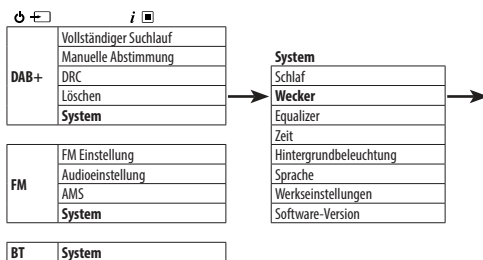 i
DAB+
Vollständiger Suchlauf
Manuelle Abstimmung
DRC
Löschen
System
System
Schlaf
Wecker
Equalizer
Zeit
Hintergrundbeleuchtung
Sprache
Werkseinstellungen
Software-Version
FM
FM Einstellung
Audioeinstellung
AMS
System
BT System